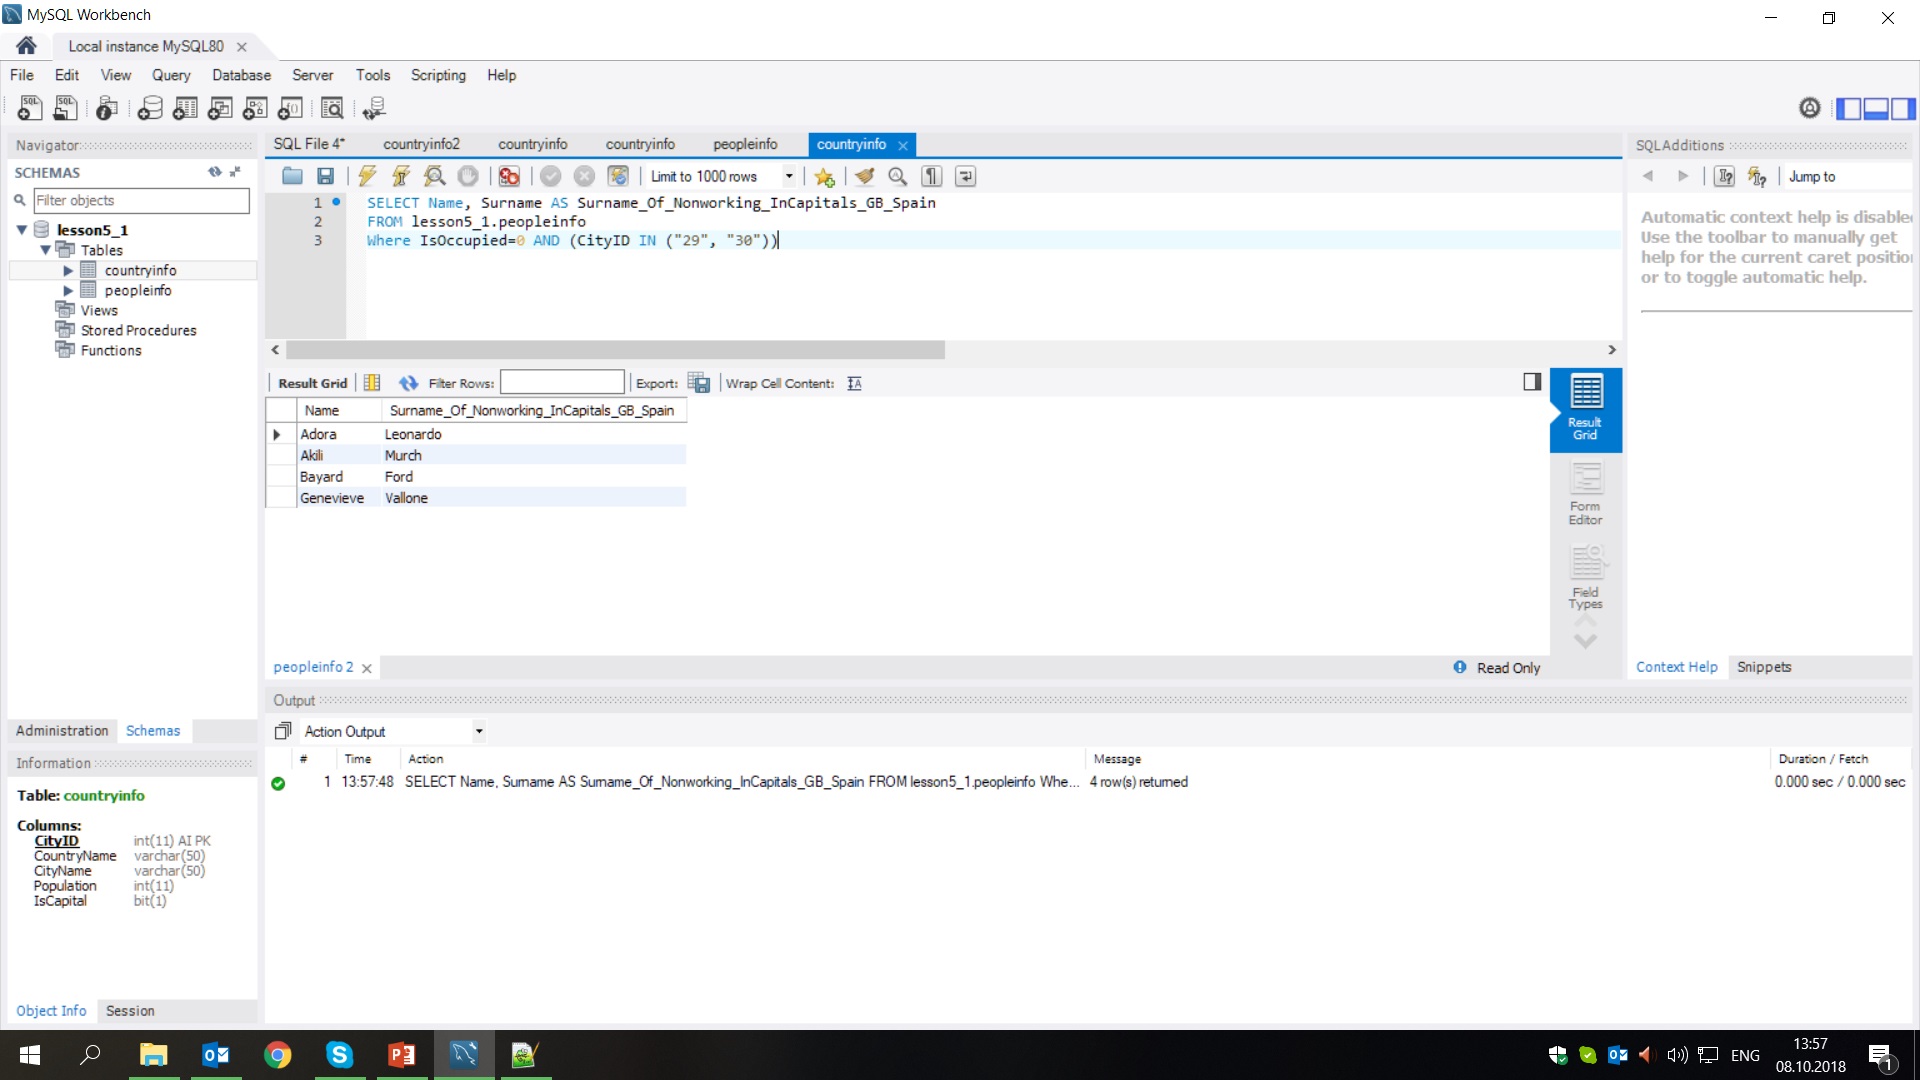 MySQL Workbench
Local instance MySQL80
File Edit View Query Database Server Tools Scripting Help
Navigator
SCHEMAS
Filter objects
lesson5_1
Tables
countryinfo
peopleinfo
Views
Stored Procedures
Functions
Administration Schemas
Information
Table: countryinfo
Columns:
CityID int(11) AI PK
CountryName varchar(50)
CityName varchar(50)
Population int(11)
IsCapital bit(1)
Object Info Session
SQL File 4* countryinfo2 countryinfo countryinfo peopleinfo countryinfo
Limit to 1000 rows
1 SELECT Name, Surname AS Surname_Of_Nonworking_InCapitals_GB_Spain
2 FROM lesson5_1.peopleinfo
3 Where IsOccupied=0 AND (CityID IN ("29", "30"))
Result Grid Filter Rows: Export: Wrap Cell Content:
Name Surname_Of_Nonworking_InCapitals_GB_Spain
Adora Leonardo
Akili Murch
Bayard Ford
Genevieve Vallone
Result
Grid
Form
Editor
Field
Types
peopleinfo 2
Read Only
SQLAdditions
Jump to
Automatic context help is disabled
Use the toolbar to manually get
help for the current caret position
or to toggle automatic help.
Context Help Snippets
Output
Action Output
# Time Action Message Duration / Fetch
1 13:57:48 SELECT Name, Surname AS Surname_Of_Nonworking_InCapitals_GB_Spain FROM lesson5_1.peopleinfo Whe... 4 row(s) returned 0.000 sec / 0.000 sec
ENG
13:57
08.10.2018
1